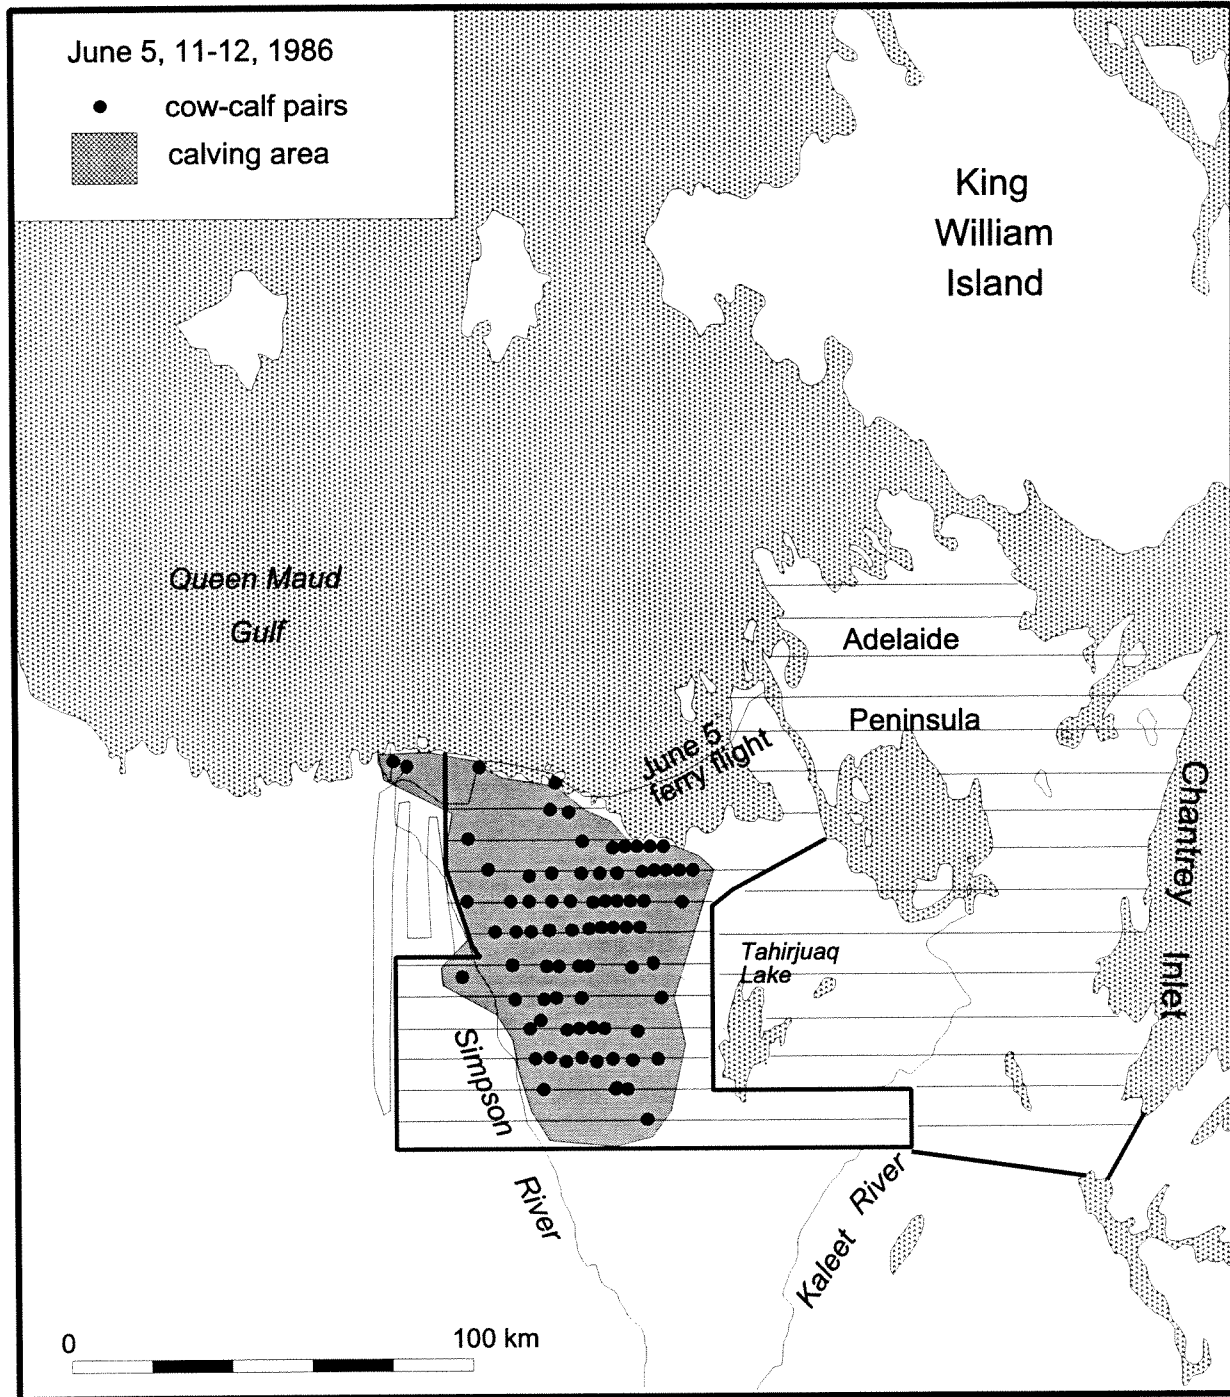 June 5, 11-12, 1986
cow-calf pairs
calving area
King
William
Island
Queen Maud
Gulf
Adelaide
Peninsula
June 5
ferry flight
Chantrey Inlet
Tahirjuaq
Lake
Simpson
River
Kaleet River
0 100 km